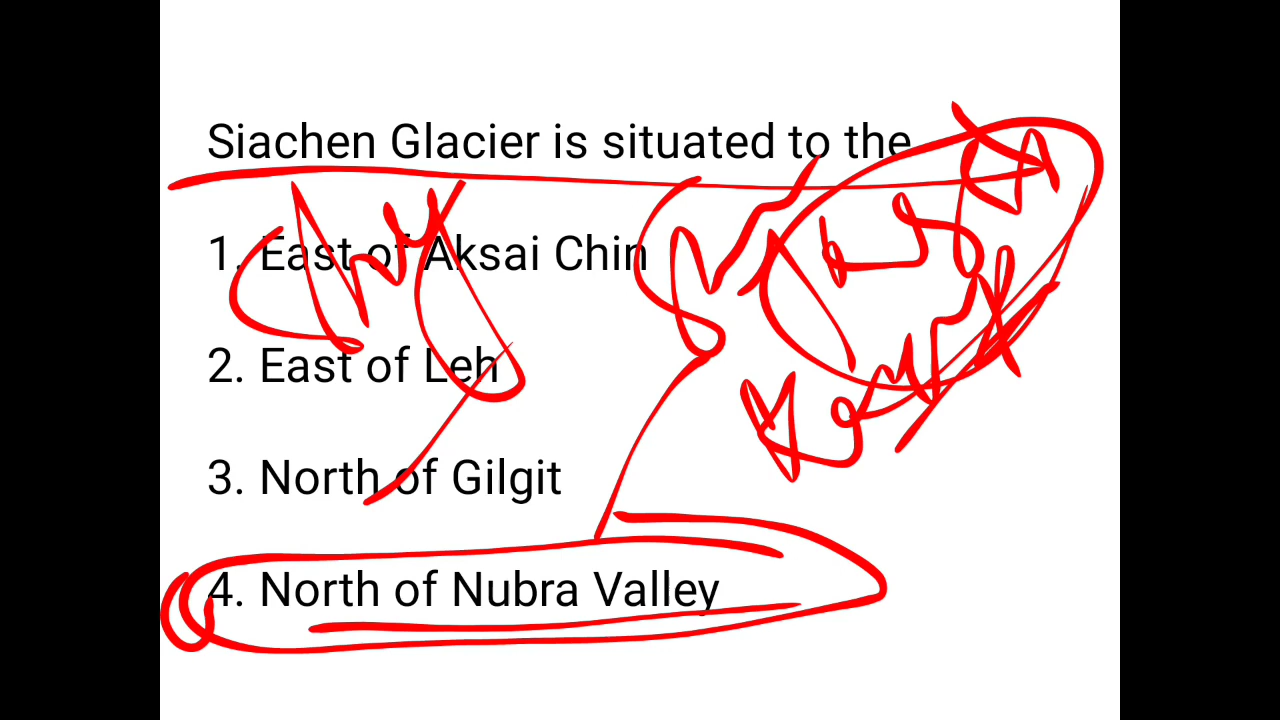 Siachen Glacier is situated to the
1. East of Aksai Chin
2. East of Leh
3. North of Gilgit
4. North of Nubra Valley